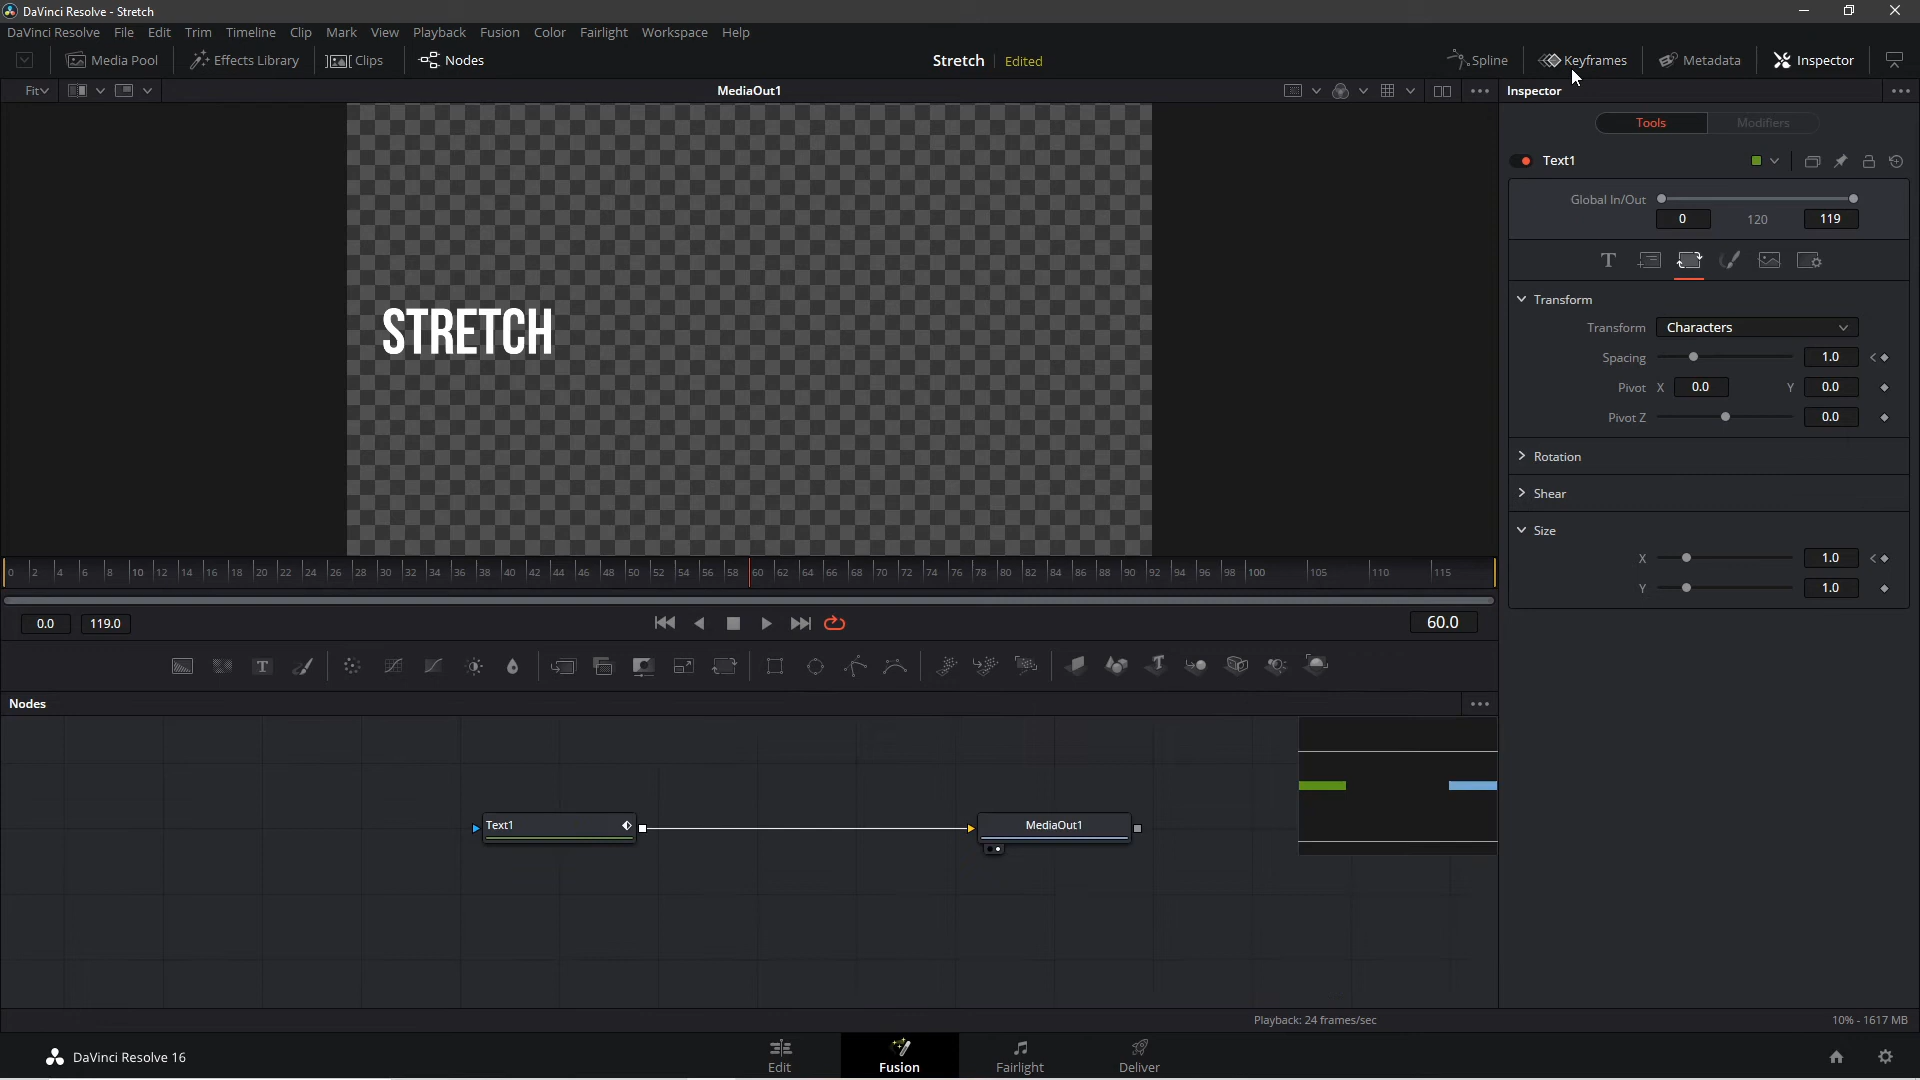 DaVinci Resolve - Stretch
DaVinci Resolve File Edit Trim Timeline Clip Mark View Playback Fusion Color Fairlight Workspace Help
Media Pool Effects Library Clips Nodes Stretch Edited Spline Keyframes Metadata Inspector
Fit MediaOut1 Inspector
Tools Modifiers
Text1
Global In/Out
0 120 119
T
Transform
Transform Characters
Spacing 1.0
Pivot X 0.0 Y 0.0
Pivot Z 0.0
Rotation
Shear
Size
X 1.0
Y 1.0
STRETCH
0 2 4 6 8 10 12 14 16 18 20 22 24 26 28 30 32 34 36 38 40 42 44 46 48 50 52 54 56 58 60 62 64 66 68 70 72 74 76 78 80 82 84 86 88 90 92 94 96 98 100 105 110 115
0.0 119.0 60.0
T
Nodes
Text1 MediaOut1
Playback: 24 frames/sec 10% - 1617 MB
DaVinci Resolve 16 Edit Fusion Fairlight Deliver